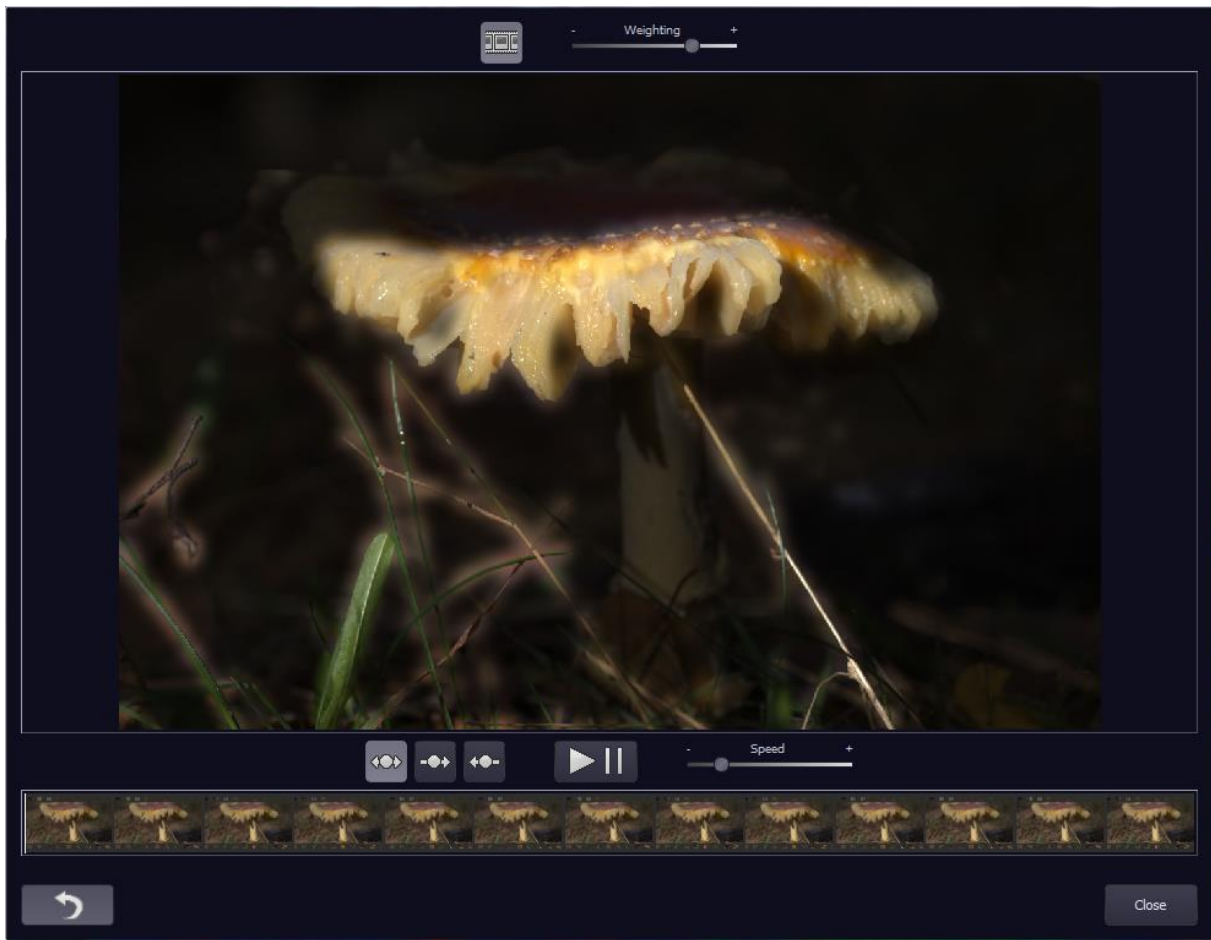 - Weighting +
- Speed +
Close